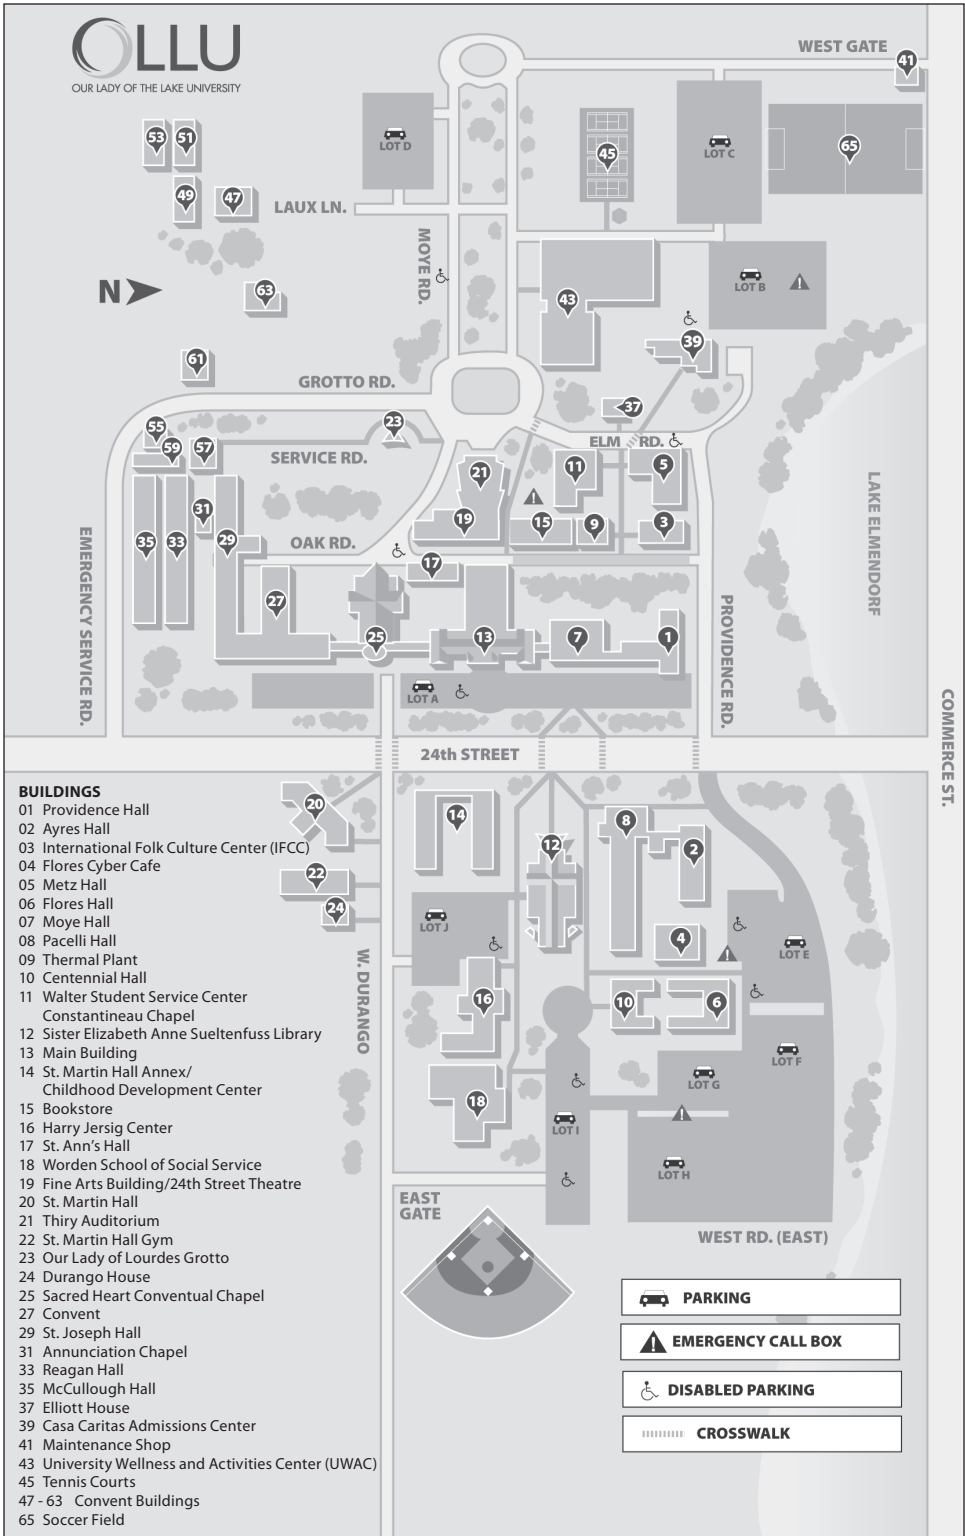 OLLU
OUR LADY OF THE LAKE UNIVERSITY
WEST GATE
41
53
51
LOT D
45
LOT C
65
49
47
LAUX LN.
MOYE RD.
N
63
43
LOT B
39
61
GROTTO RD.
37
55
59
57
23
SERVICE RD.
ELM RD.
21
11
5
31
19
15
9
3
35
33
29
OAK RD.
17
27
25
13
7
1
LOT A
EMERGENCY SERVICE RD.
PROVIDENCE RD.
LAKE ELMENDORF
COMMERCE ST.
24th STREET
20
14
8
12
2
22
24
LOT J
4
LOT E
W. DURANGO
16
10
6
LOT F
LOT G
18
LOT I
LOT H
EAST
GATE
WEST RD. (EAST)
BUILDINGS
01 Providence Hall
02 Ayres Hall
03 International Folk Culture Center (IFCC)
04 Flores Cyber Cafe
05 Metz Hall
06 Flores Hall
07 Moye Hall
08 Pacelli Hall
09 Thermal Plant
10 Centennial Hall
11 Walter Student Service Center
Constantineau Chapel
12 Sister Elizabeth Anne Sueltenfuss Library
13 Main Building
14 St. Martin Hall Annex/
Childhood Development Center
15 Bookstore
16 Harry Jersig Center
17 St. Ann's Hall
18 Worden School of Social Service
19 Fine Arts Building/24th Street Theatre
20 St. Martin Hall
21 Thiry Auditorium
22 St. Martin Hall Gym
23 Our Lady of Lourdes Grotto
24 Durango House
25 Sacred Heart Conventual Chapel
27 Convent
29 St. Joseph Hall
31 Annunciation Chapel
33 Reagan Hall
35 McCullough Hall
37 Elliott House
39 Casa Caritas Admissions Center
41 Maintenance Shop
43 University Wellness and Activities Center (UWAC)
45 Tennis Courts
47 - 63 Convent Buildings
65 Soccer Field
PARKING
EMERGENCY CALL BOX
DISABLED PARKING
CROSSWALK